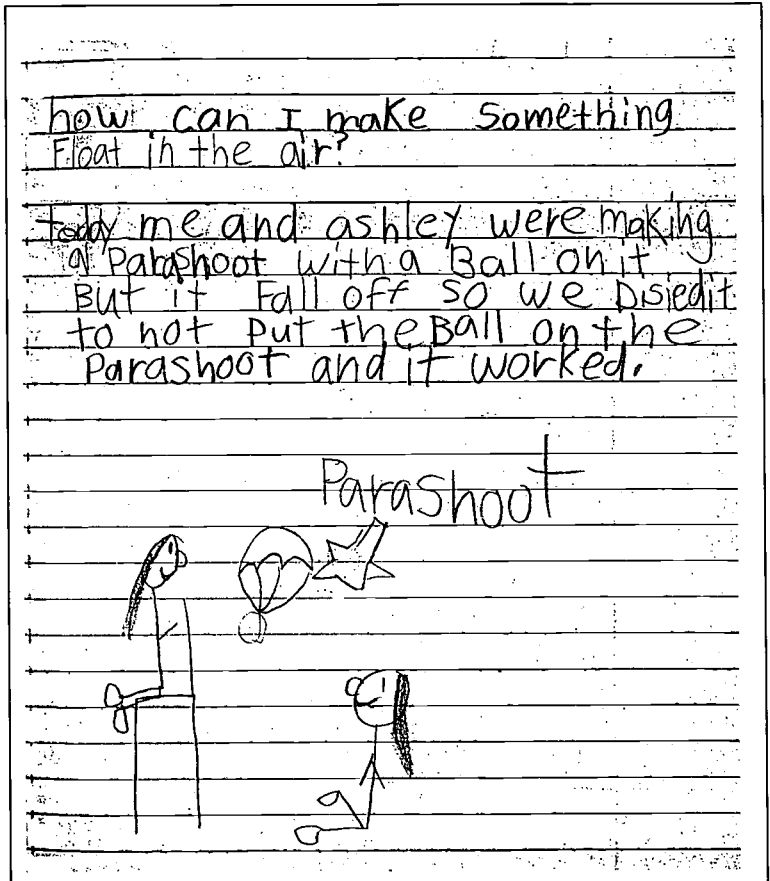 how can I make something
Float in the air?
today me and ashley were making
a Parashoot with a Ball on it
But it Fall off so we Disiedit
to not put the Ball on the
Parashoot and it worked.
Parashoot